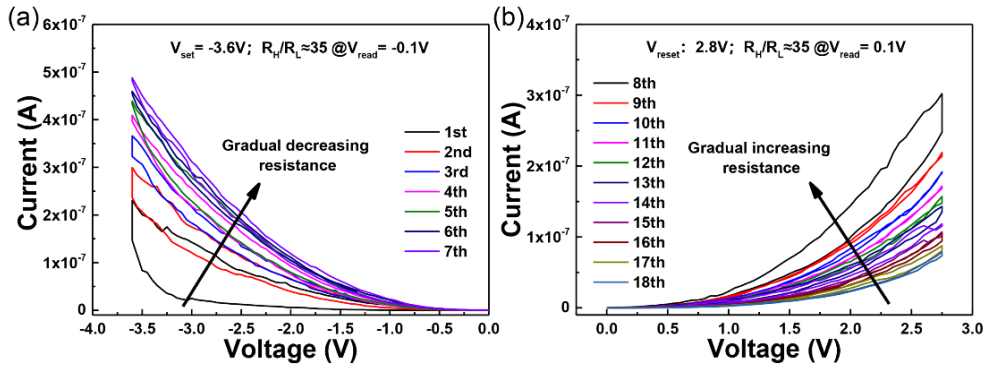 (a)
V_set= -3.6V; R_H/R_L≈35 @V_read= -0.1V
Current (A)
6x10^-7
5x10^-7
4x10^-7
3x10^-7
2x10^-7
1x10^-7
0
Gradual decreasing
resistance
1st
2nd
3rd
4th
5th
6th
7th
-4.0 -3.5 -3.0 -2.5 -2.0 -1.5 -1.0 -0.5 0.0
Voltage (V)
(b)
V_reset: 2.8V; R_H/R_L≈35 @V_read= 0.1V
Current (A)
4x10^-7
3x10^-7
2x10^-7
1x10^-7
0
8th
9th
10th
11th
12th
13th
14th
15th
16th
17th
18th
Gradual increasing
resistance
0.0 0.5 1.0 1.5 2.0 2.5 3.0
Voltage (V)